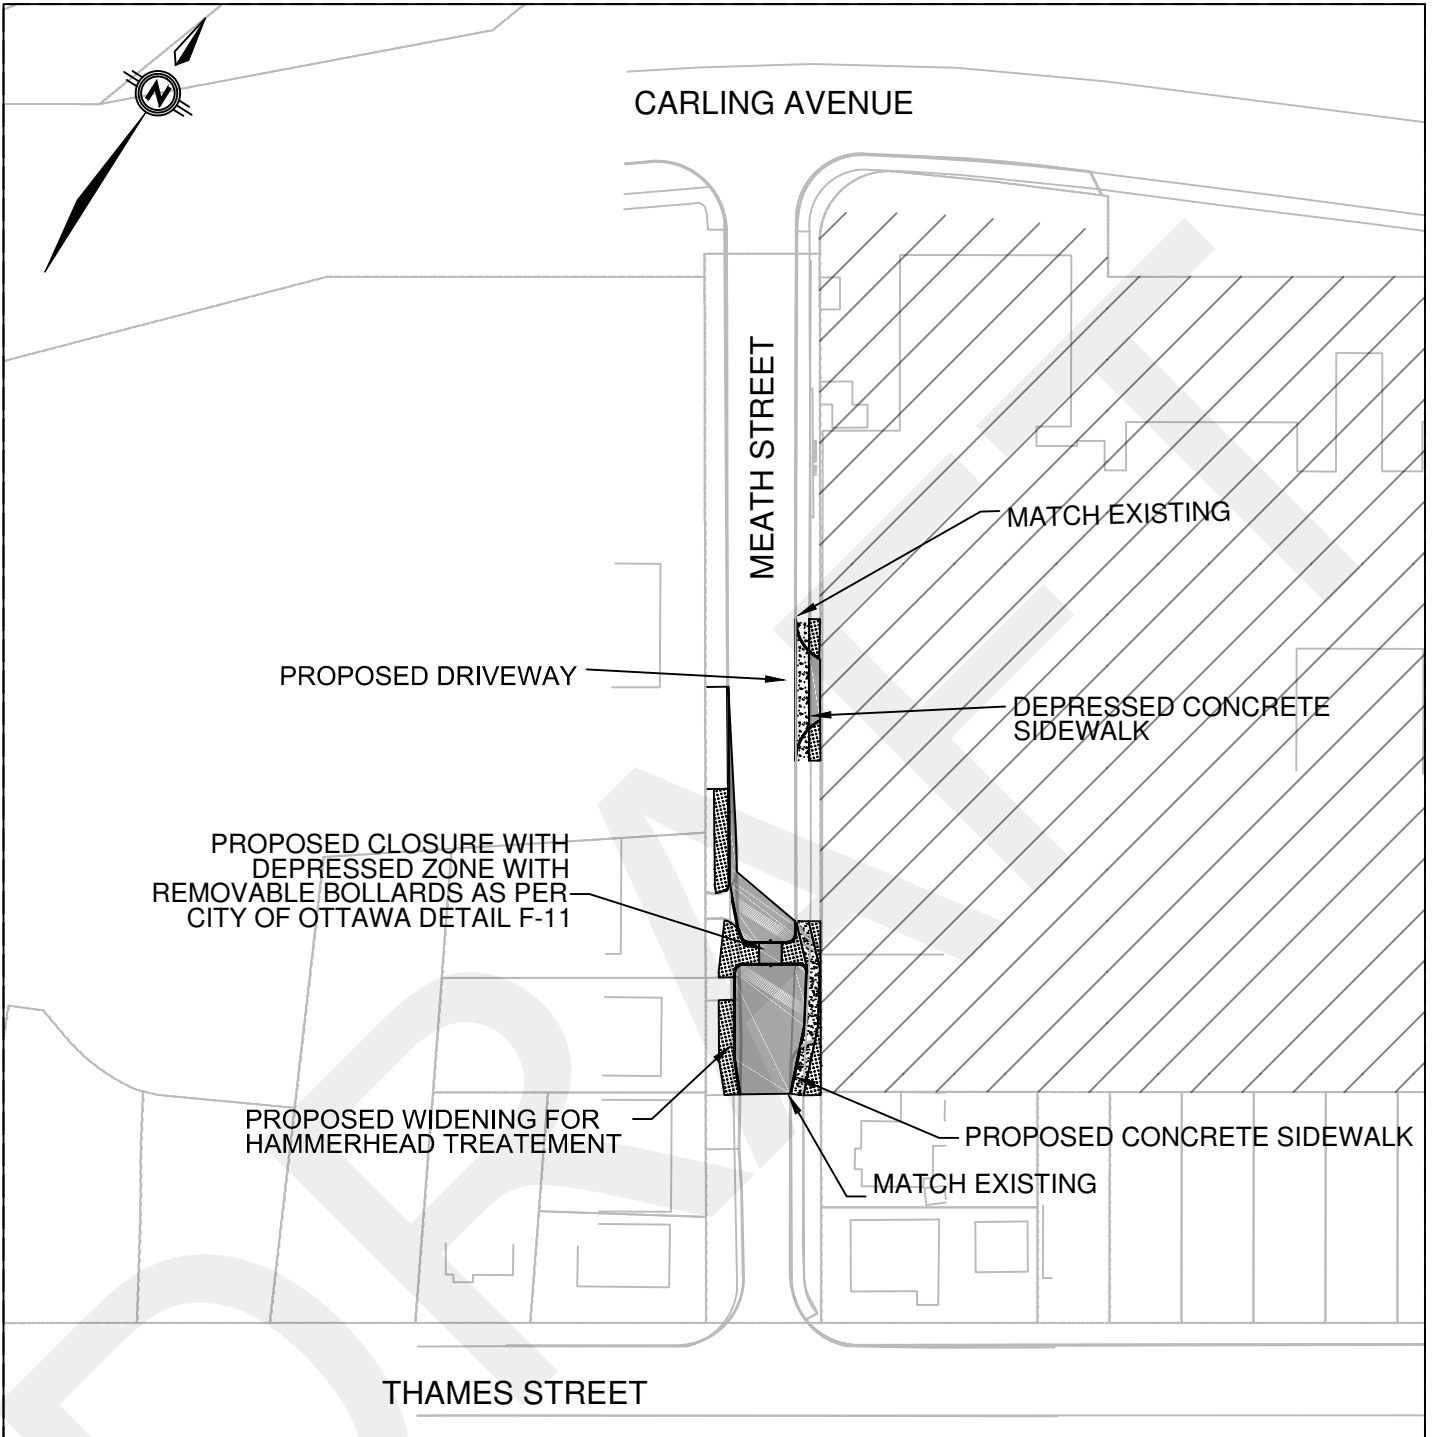 N
CARLING AVENUE
MEATH STREET
MATCH EXISTING
PROPOSED DRIVEWAY
DEPRESSED CONCRETE
SIDEWALK
PROPOSED CLOSURE WITH
DEPRESSED ZONE WITH
REMOVABLE BOLLARDS AS PER
CITY OF OTTAWA DETAIL F-11
PROPOSED WIDENING FOR
HAMMERHEAD TREATEMENT
PROPOSED CONCRETE SIDEWALK
MATCH EXISTING
THAMES STREET
DRAFT